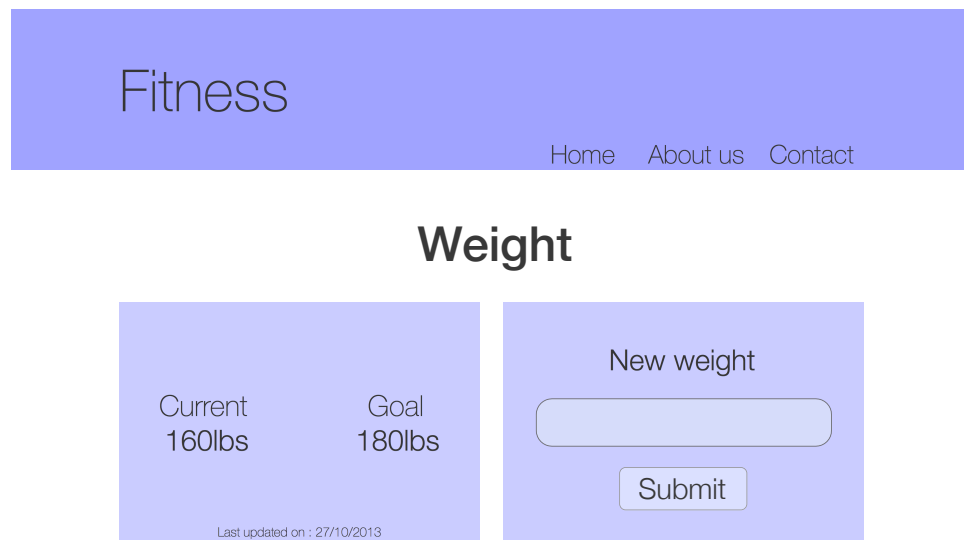 Fitness
Home About us Contact
Weight
Current Goal
160lbs 180lbs
Last updated on : 27/10/2013
New weight
Submit